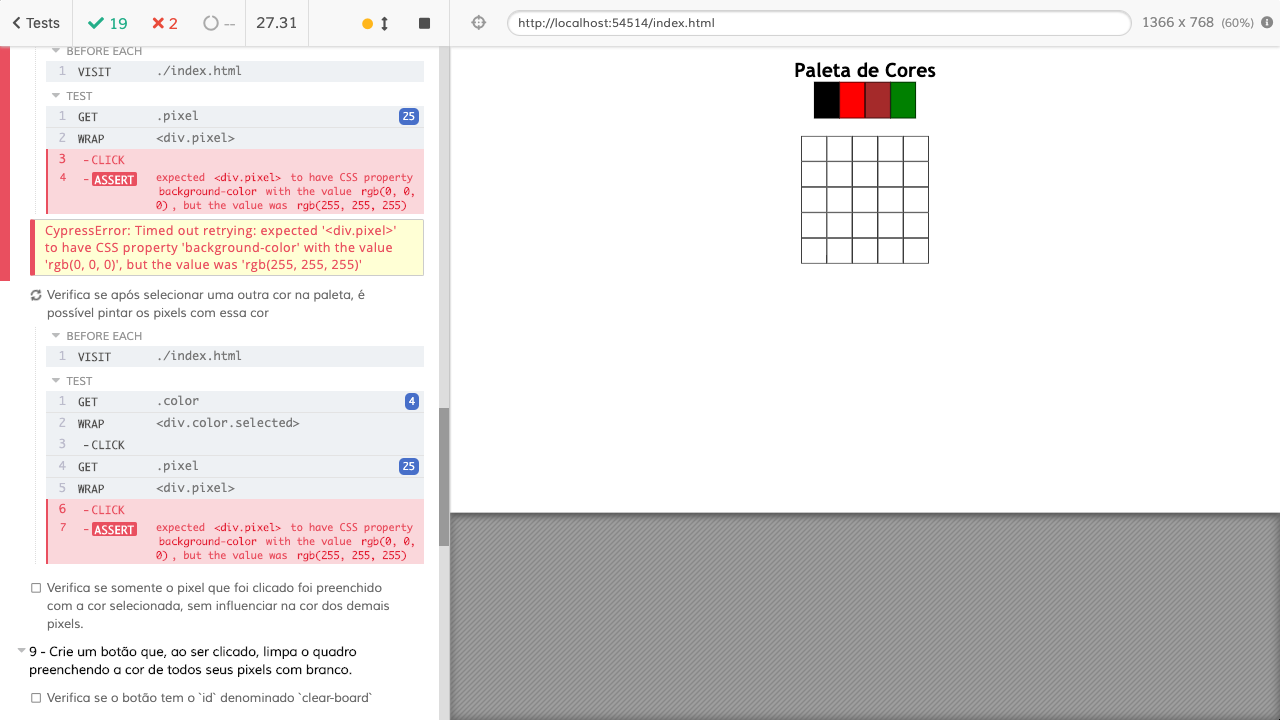 Tests
19
2
--
27.31
http://localhost:54514/index.html
1366 x 768 (60%)
BEFORE EACH
1 VISIT ./index.html
TEST
1 GET .pixel 25
2 WRAP <div.pixel>
3 -CLICK
4 -ASSERT expected <div.pixel> to have CSS property
background-color with the value rgb(0, 0,
0), but the value was rgb(255, 255, 255)
CypressError: Timed out retrying: expected '<div.pixel>'
to have CSS property 'background-color' with the value
'rgb(0, 0, 0)', but the value was 'rgb(255, 255, 255)'
Verifica se após selecionar uma outra cor na paleta, é
possível pintar os pixels com essa cor
BEFORE EACH
1 VISIT ./index.html
TEST
1 GET .color 4
2 WRAP <div.color.selected>
3 -CLICK
4 GET .pixel 25
5 WRAP <div.pixel>
6 -CLICK
7 -ASSERT expected <div.pixel> to have CSS property
background-color with the value rgb(0, 0,
0), but the value was rgb(255, 255, 255)
Verifica se somente o pixel que foi clicado foi preenchido
com a cor selecionada, sem influenciar na cor dos demais
pixels.
9 - Crie um botão que, ao ser clicado, limpa o quadro
preenchendo a cor de todos seus pixels com branco.
Verifica se o botão tem o `id` denominado `clear-board`
Paleta de Cores